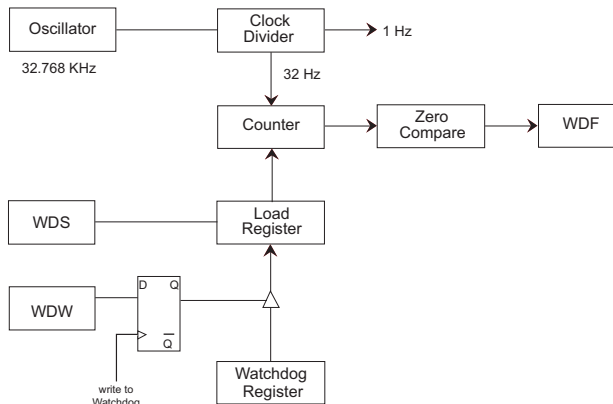 Oscillator
Clock
Divider
1 Hz
32.768 KHz
32 Hz
Counter
Zero
Compare
WDF
WDS
Load
Register
D Q
WDW
Q
Watchdog
Register
write to
Watchdog